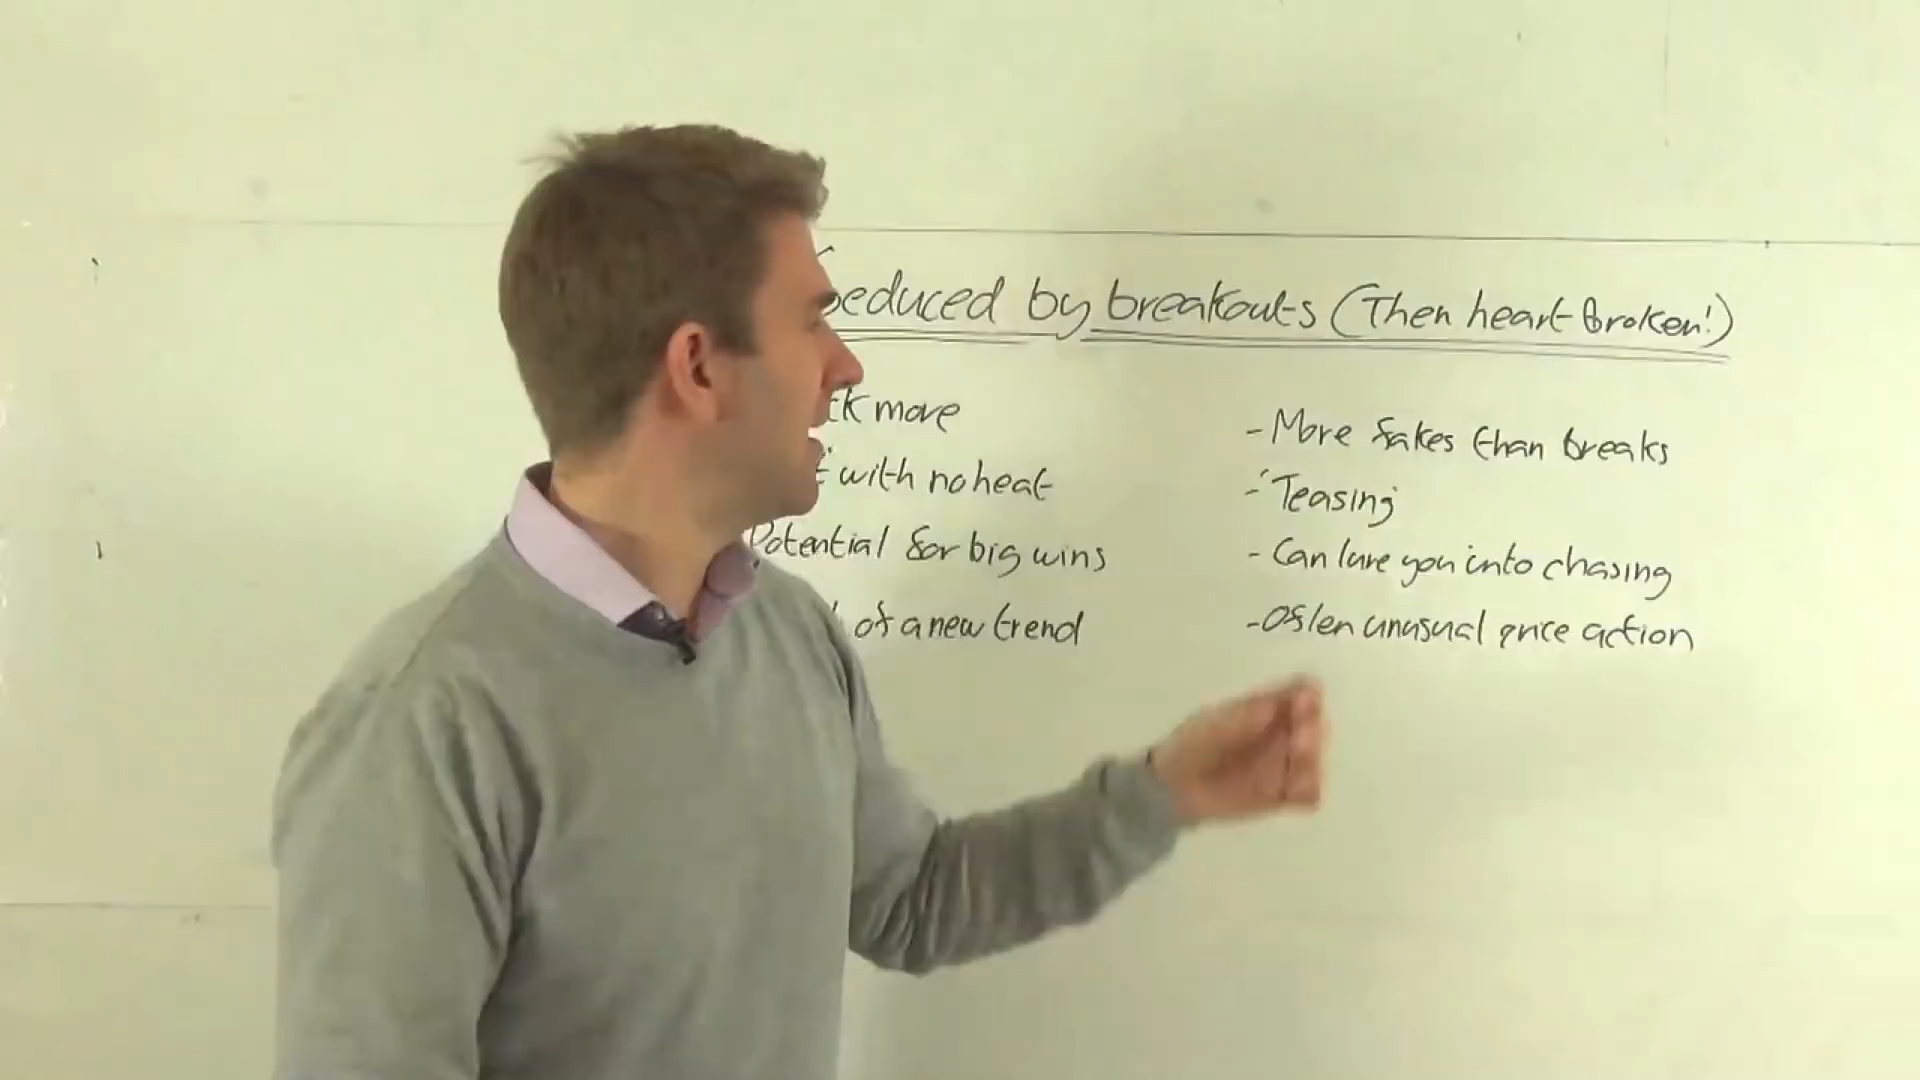 Seduced by breakouts (Then heart broken!)
move
with no heat
Potential for big wins
of a new trend
- More fakes than breaks
- Teasing
- Can lure you into chasing
- Often unusual price action